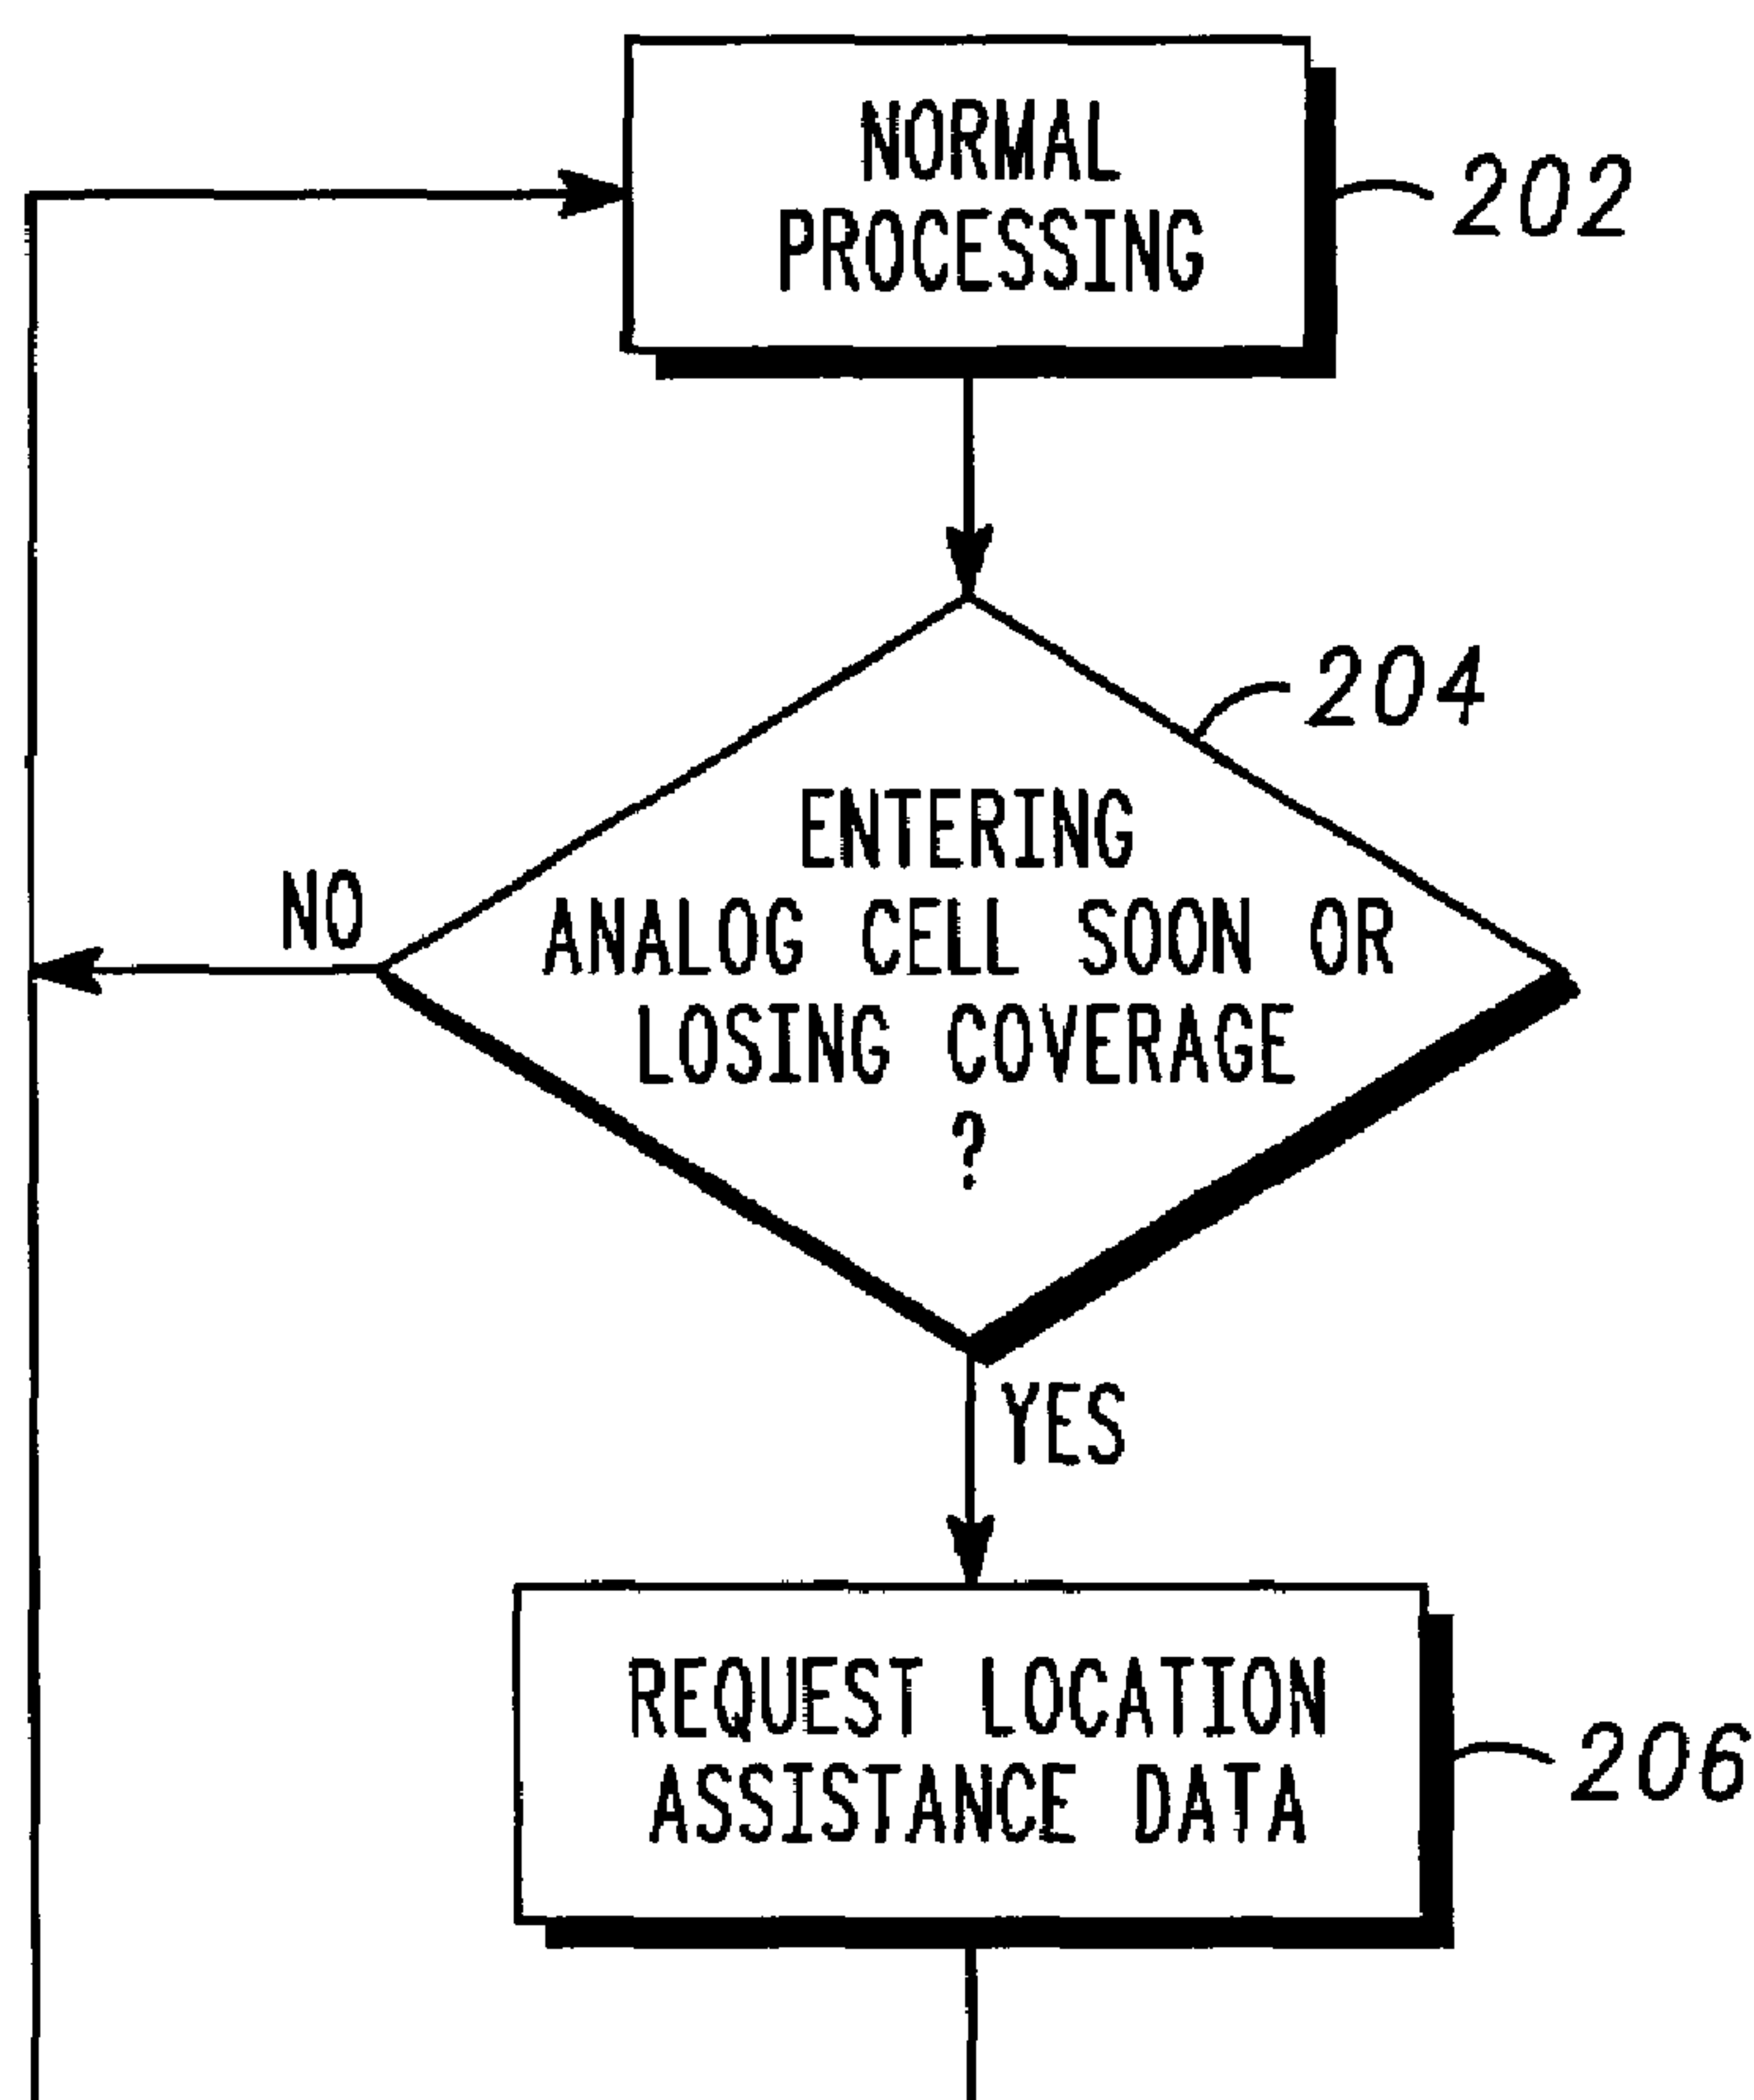 NORMAL
PROCESSING
202
204
ENTERING
ANALOG CELL SOON OR
LOSING COVERAGE
?
NO
YES
REQUEST LOCATION
ASSISTANCE DATA
206